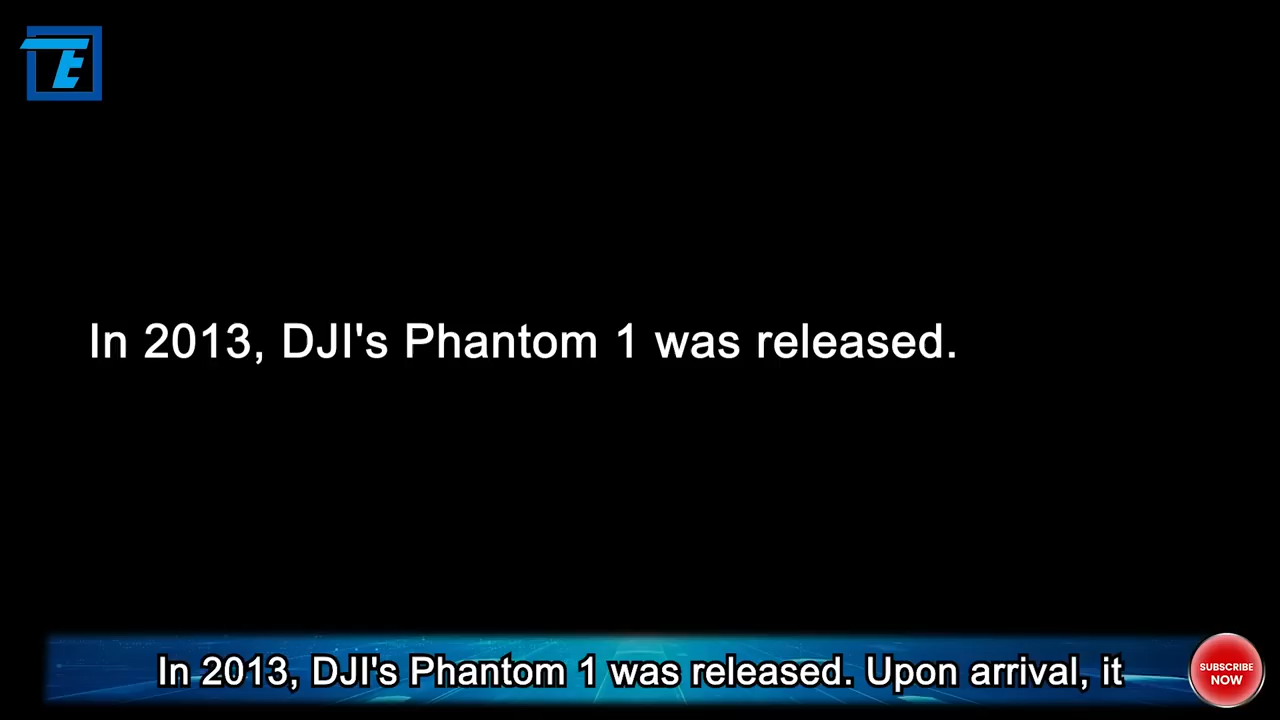 TE
In 2013, DJI's Phantom 1 was released.
In 2013, DJI's Phantom 1 was released. Upon arrival, it
SUBSCRIBE
NOW